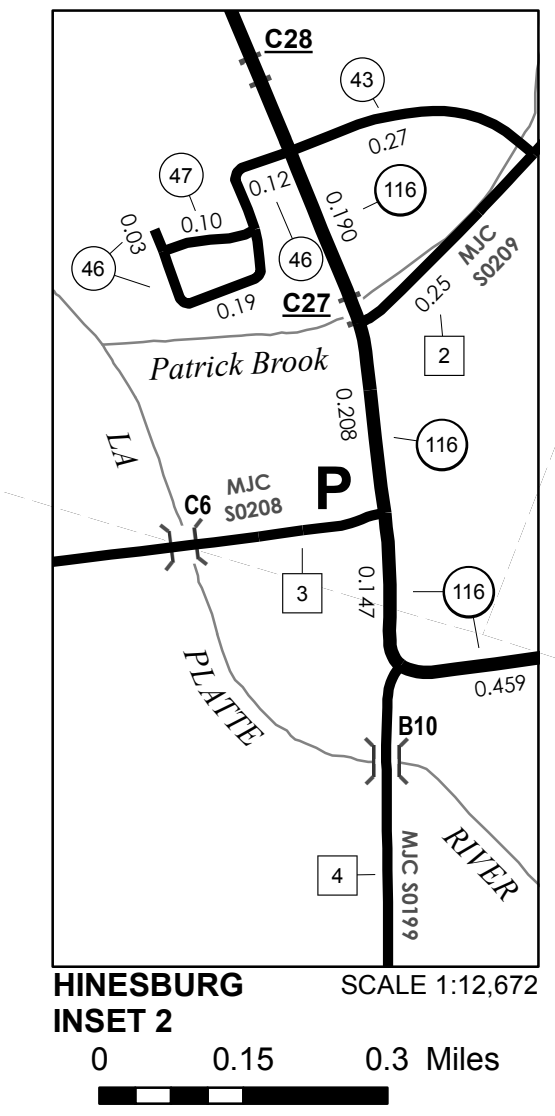 C28
43
0.27
47
0.12
116
0.10
0.03
0.190
46
46
MJC
S0209
0.19
C27
0.25
2
Patrick Brook
0.208
LA
116
P
MJC
S0208
C6
3
0.147
116
PLATTE
0.459
B10
RIVER
4
MJC S0199
HINESBURG
INSET 2
SCALE 1:12,672
0 0.15 0.3 Miles